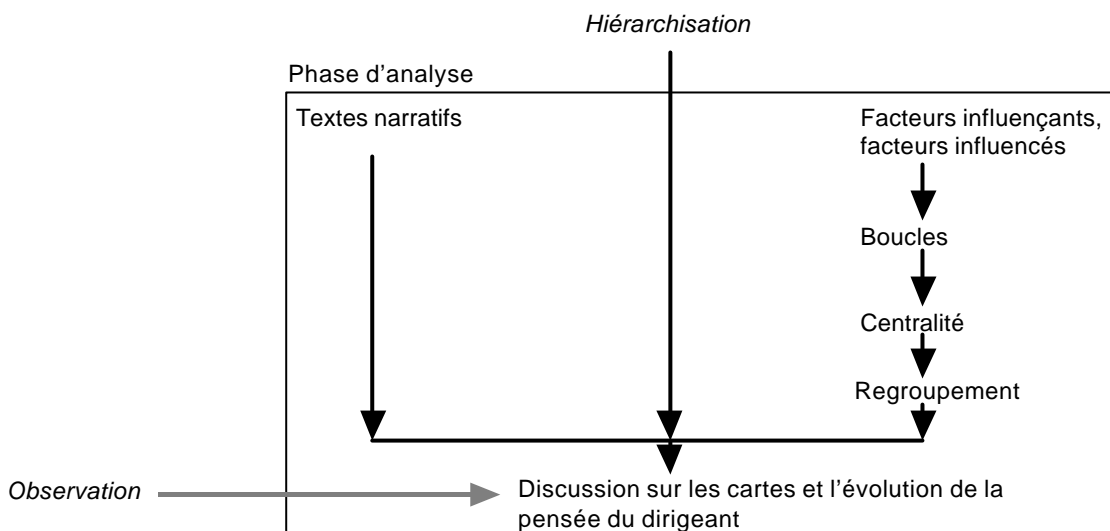 Hiérarchisation
Phase d’analyse
Textes narratifs
Facteurs influençants,
facteurs influencés
Boucles
Centralité
Regroupement
Observation
Discussion sur les cartes et l’évolution de la
pensée du dirigeant